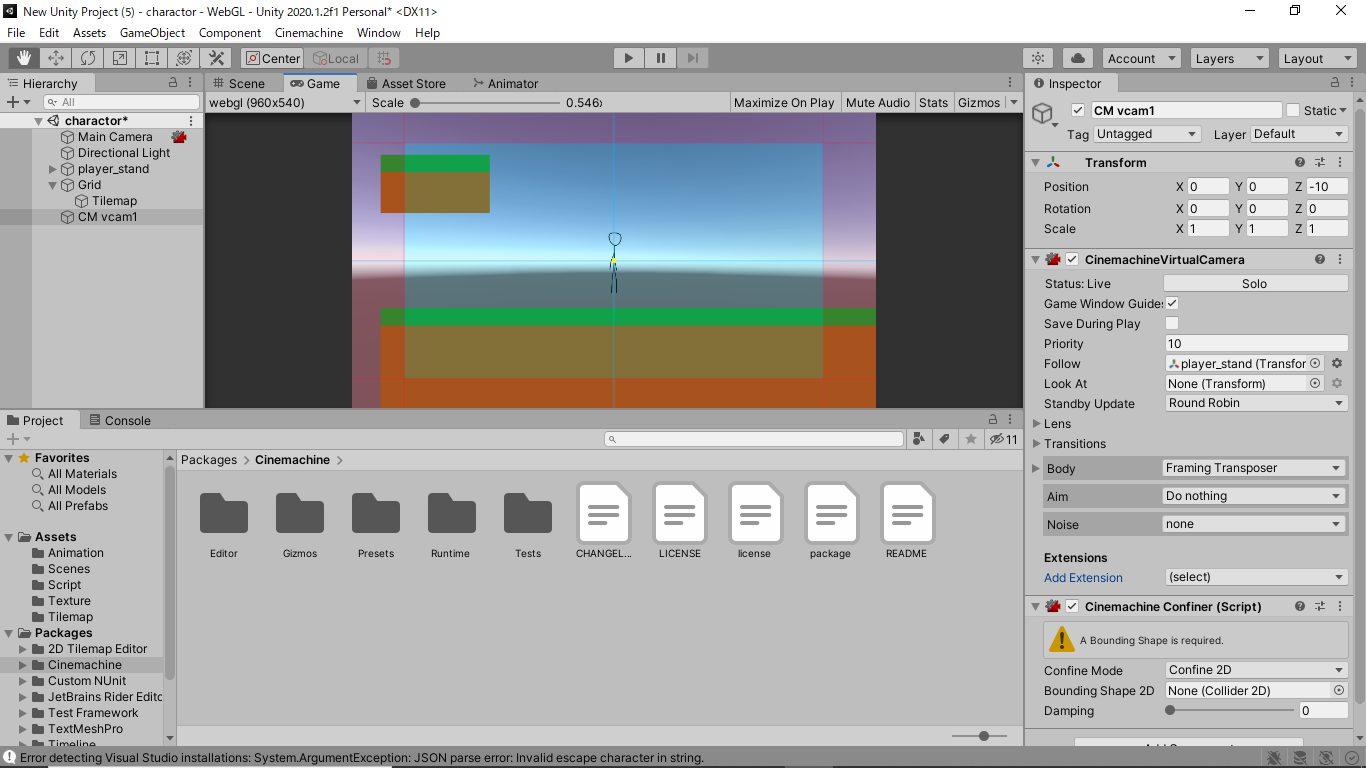 New Unity Project (5) - charactor - WebGL - Unity 2020.1.2f1 Personal* <DX11>
File Edit Assets GameObject Component Cinemachine Window Help
Center Local Account Layers Layout
Hierarchy Scene Game Asset Store Animator Inspector
All webgl (960x540) Scale 0.546x Maximize On Play Mute Audio Stats Gizmos
CM vcam1 Static
charactor*
Tag Untagged Layer Default
Main Camera
Directional Light
player_stand
Grid
Tilemap
CM vcam1
Transform
Position X 0 Y 0 Z -10
Rotation X 0 Y 0 Z 0
Scale X 1 Y 1 Z 1
CinemachineVirtualCamera
Status: Live Solo
Game Window Guides
Save During Play
Priority 10
Follow player_stand (Transfor
Look At None (Transform)
Standby Update Round Robin
Lens
Transitions
Body Framing Transposer
Aim Do nothing
Noise none
Extensions
Add Extension (select)
Cinemachine Confiner (Script)
A Bounding Shape is required.
Confine Mode Confine 2D
Bounding Shape 2D None (Collider 2D)
Damping 0
Project Console
11
Favorites
All Materials
All Models
All Prefabs
Assets
Animation
Scenes
Script
Texture
Tilemap
Packages
2D Tilemap Editor
Cinemachine
Custom NUnit
JetBrains Rider Editc
Test Framework
TextMeshPro
Timeline
Packages > Cinemachine >
Editor Gizmos Presets Runtime Tests CHANGEL... LICENSE license package README
Error detecting Visual Studio installations: System.ArgumentException: JSON parse error: Invalid escape character in string.